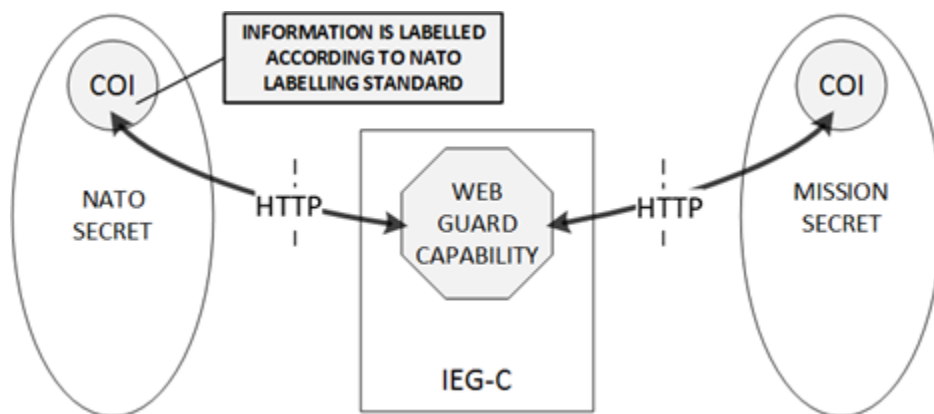 INFORMATION IS LABELLED
ACCORDING TO NATO
LABELLING STANDARD
COI
COI
NATO
SECRET
HTTP
WEB
GUARD
CAPABILITY
HTTP
MISSION
SECRET
IEG-C